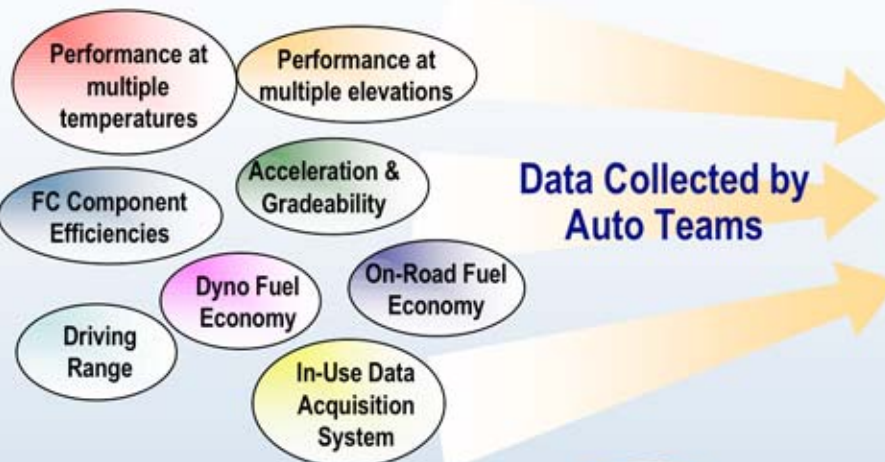 Performance at
multiple
temperatures
Performance at
multiple elevations
Acceleration &
Gradeability
FC Component
Efficiencies
Data Collected by
Auto Teams
Dyno Fuel
Economy
On-Road Fuel
Economy
Driving
Range
In-Use Data
Acquisition
System